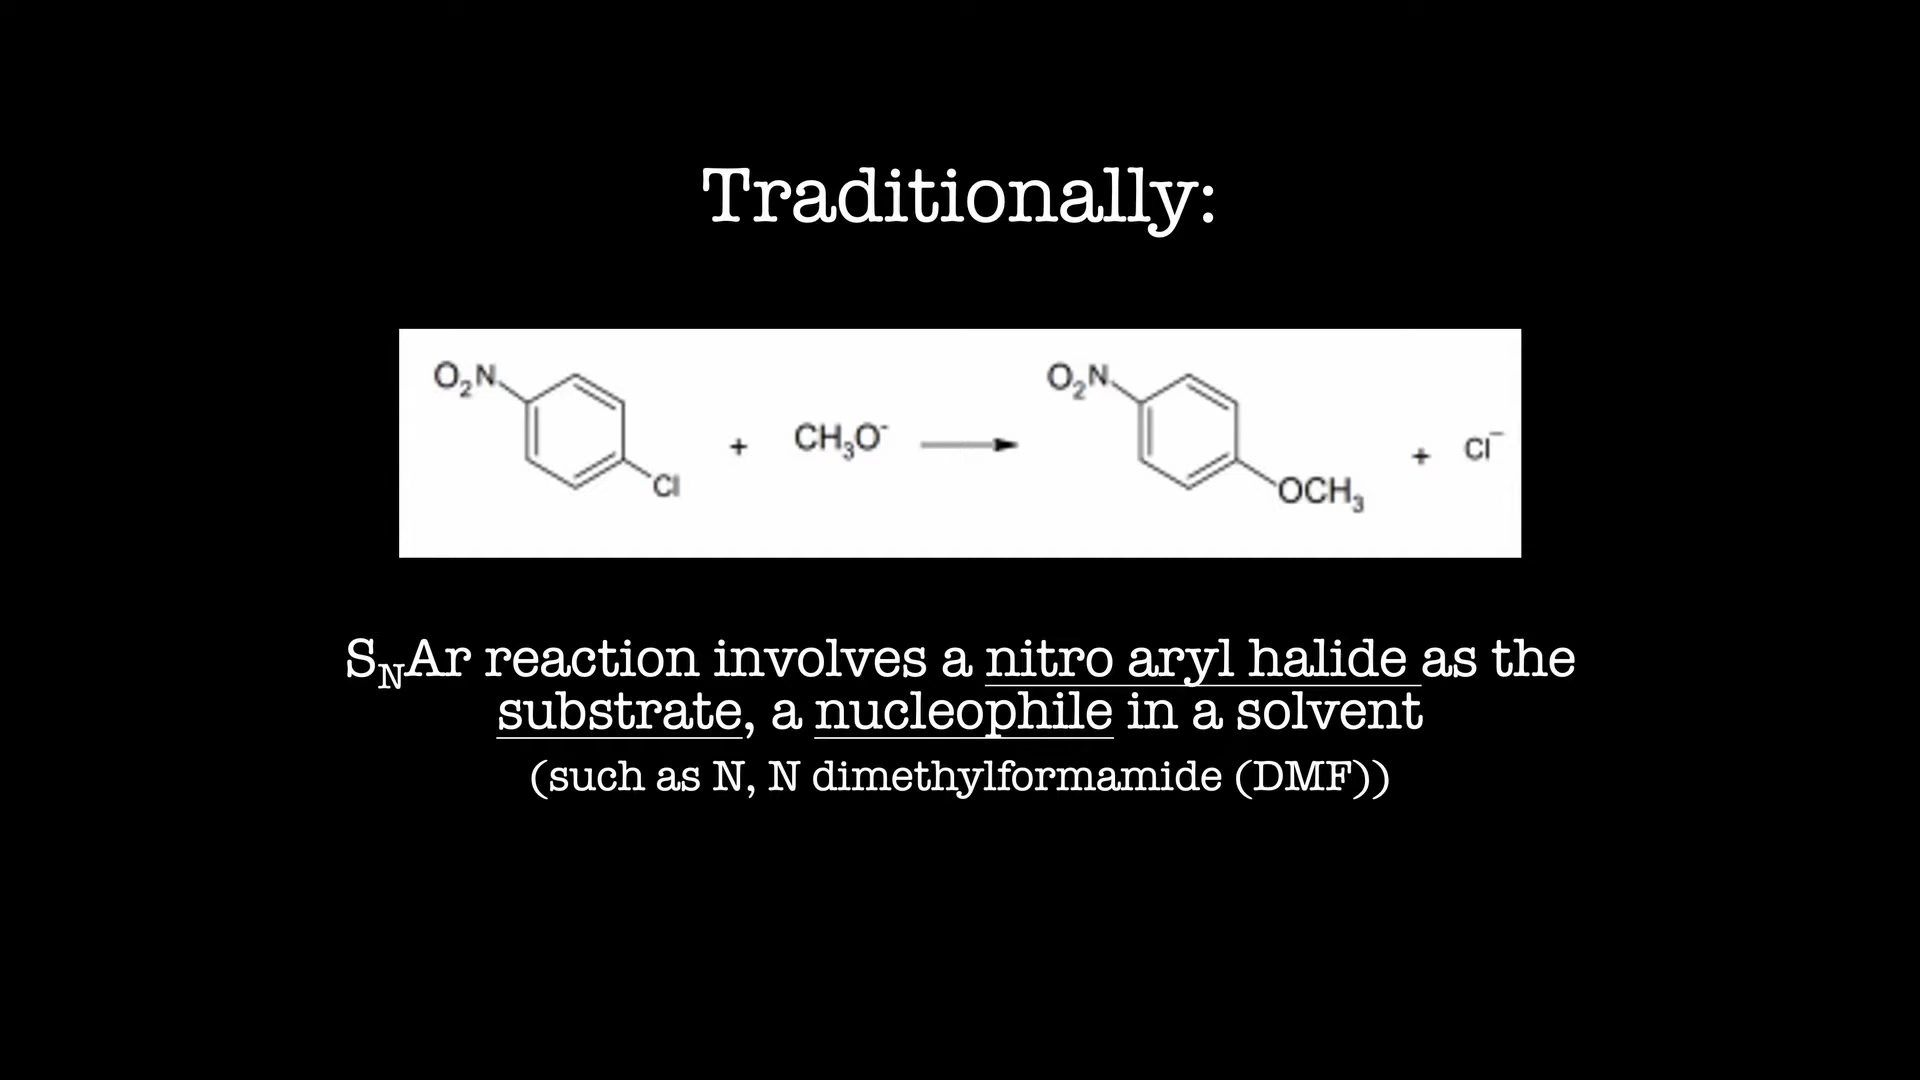 Traditionally:
O₂N Cl + CH₃O⁻ O₂N OCH₃ + Cl⁻
SNAr reaction involves a nitro aryl halide as the
substrate, a nucleophile in a solvent
(such as N, N dimethylformamide (DMF))